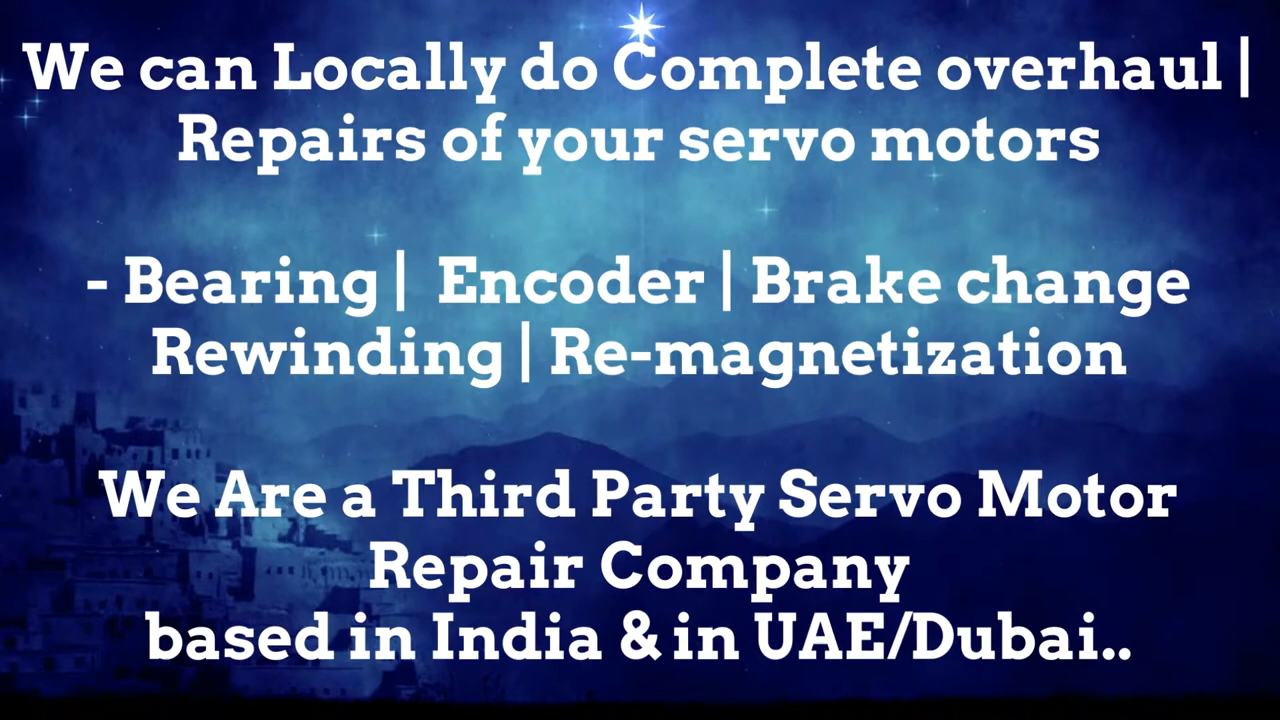 We can Locally do Complete overhaul |
Repairs of your servo motors
- Bearing | Encoder | Brake change
Rewinding | Re-magnetization
We Are a Third Party Servo Motor
Repair Company
based in India & in UAE/Dubai..